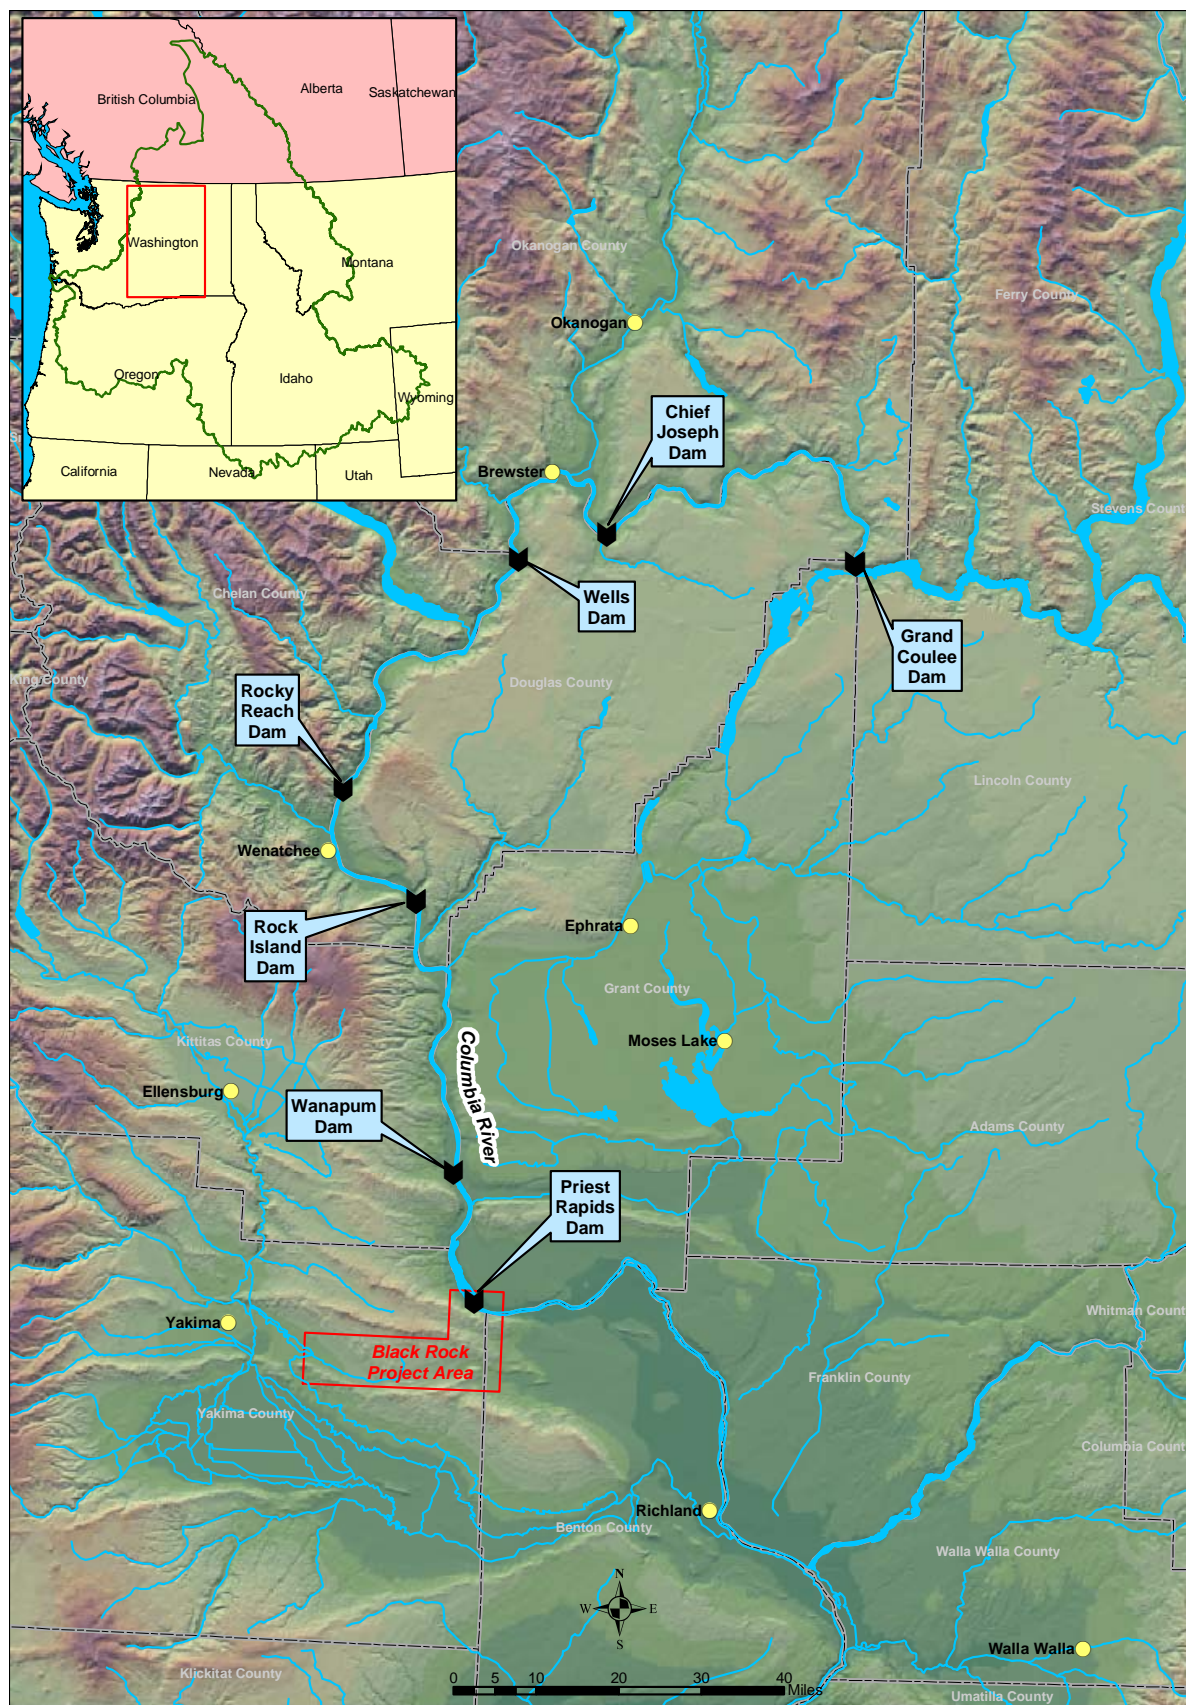 British Columbia
Alberta
Saskatchewan
Washington
Montana
Oregon
Idaho
Wyoming
California
Nevada
Utah
Okanogan County
Ferry County
Okanogan
Chief
Joseph
Dam
Brewster
Stevens Count
Wells
Dam
Chelan County
Grand
Coulee
Dam
King County
Douglas County
Rocky
Reach
Dam
Lincoln County
Wenatchee
Rock
Island
Dam
Ephrata
Grant County
Kittitas County
Moses Lake
Columbia River
Ellensburg
Wanapum
Dam
Adams County
Priest
Rapids
Dam
Yakima
Whitman Count
Black Rock
Project Area
Franklin County
Yakima County
Columbia Count
Richland
Benton County
Walla Walla County
N
W
E
S
Walla Walla
Klickitat County
0 5 10 20 30 40
Miles
Umatilla County